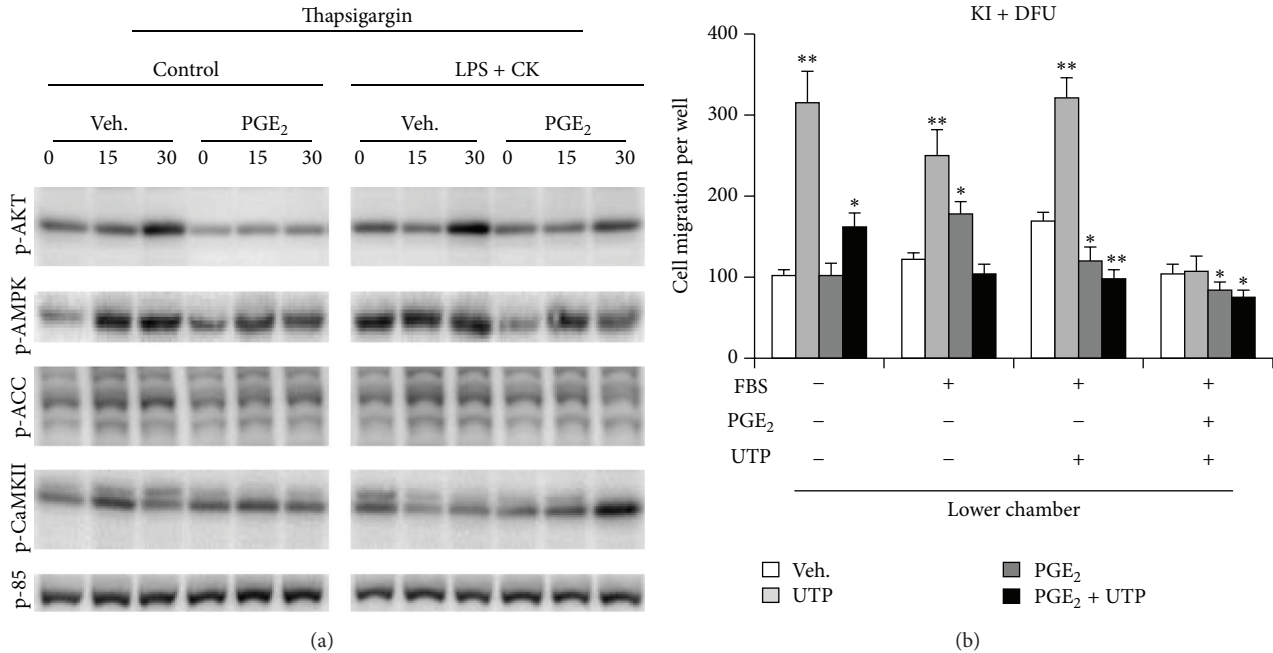 Thapsigargin
Control LPS + CK
Veh. PGE₂ Veh. PGE₂
0 15 30 0 15 30 0 15 30 0 15 30
p-AKT
p-AMPK
p-ACC
p-CaMKII
p-85
(a)
KI + DFU
Cell migration per well
400
300
200
100
0
** ** ** * * * ** * *
FBS − + + +
PGE₂ − − − +
UTP − − + +
Lower chamber
Veh. PGE₂
UTP PGE₂ + UTP
(b)